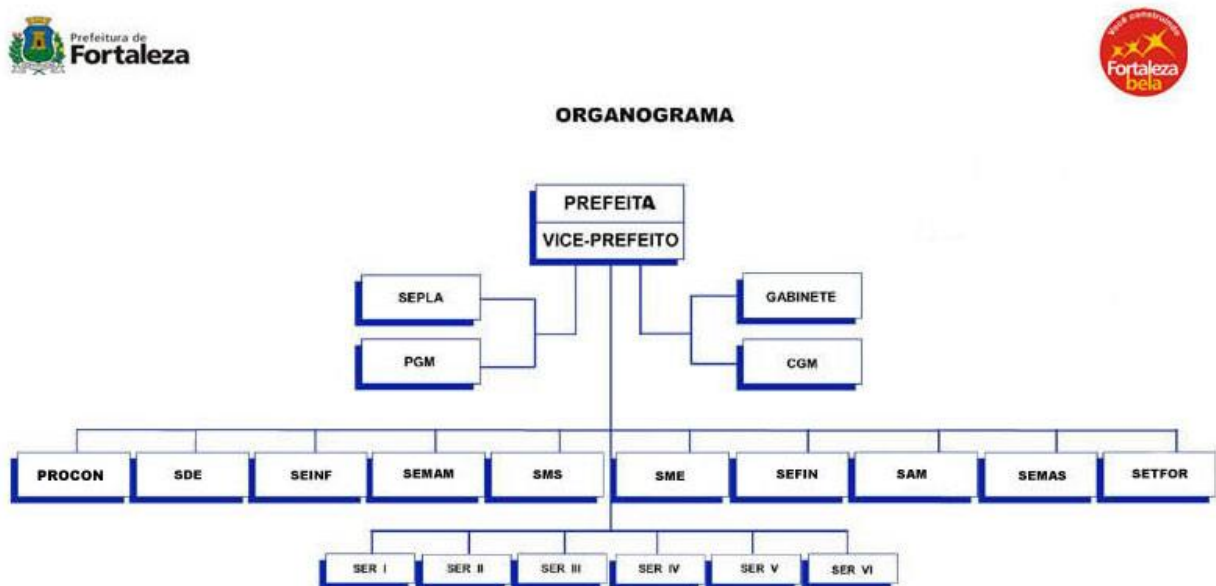 Prefeitura de
Fortaleza
Você construindo
Fortaleza
bela
ORGANOGRAMA
PREFEITA
VICE-PREFEITO
SEPLA
GABINETE
PGM
CGM
PROCON
SDE
SEINF
SEMAM
SMS
SME
SEFIN
SAM
SEMAS
SETFOR
SER I
SER II
SER III
SER IV
SER V
SER VI